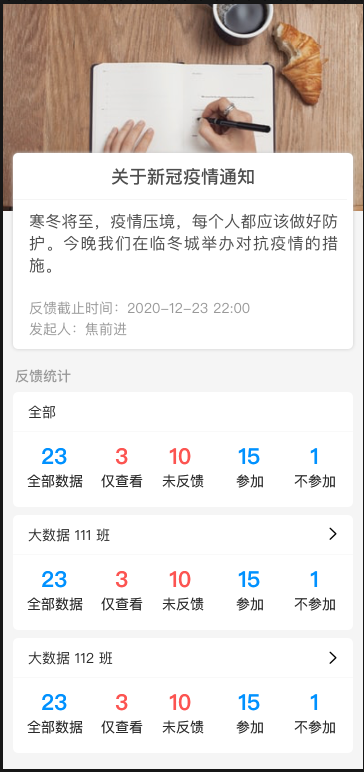 关于新冠疫情通知
寒冬将至，疫情压境，每个人都应该做好防
护。今晚我们在临冬城举办对抗疫情的措
施。
反馈截止时间：2020-12-23 22:00
发起人：焦前进
反馈统计
全部
23 3 10 15 1
全部数据 仅查看 未反馈 参加 不参加
大数据 111 班
23 3 10 15 1
全部数据 仅查看 未反馈 参加 不参加
大数据 112 班
23 3 10 15 1
全部数据 仅查看 未反馈 参加 不参加